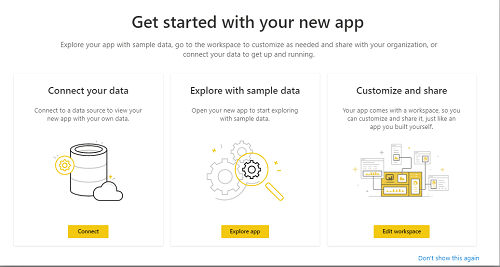 Get started with your new app
Explore your app with sample data, go to the workspace to customize as needed and share with your organization, or
connect your data to get up and running.
Connect your data
Connect to a data source to view your
new app with your own data.
Connect
Explore with sample data
Open your new app to start exploring
with sample data.
Explore app
Customize and share
Your app comes with a workspace, so you
can customize and share it, just like an
app you built yourself.
Edit workspace
Don't show this again